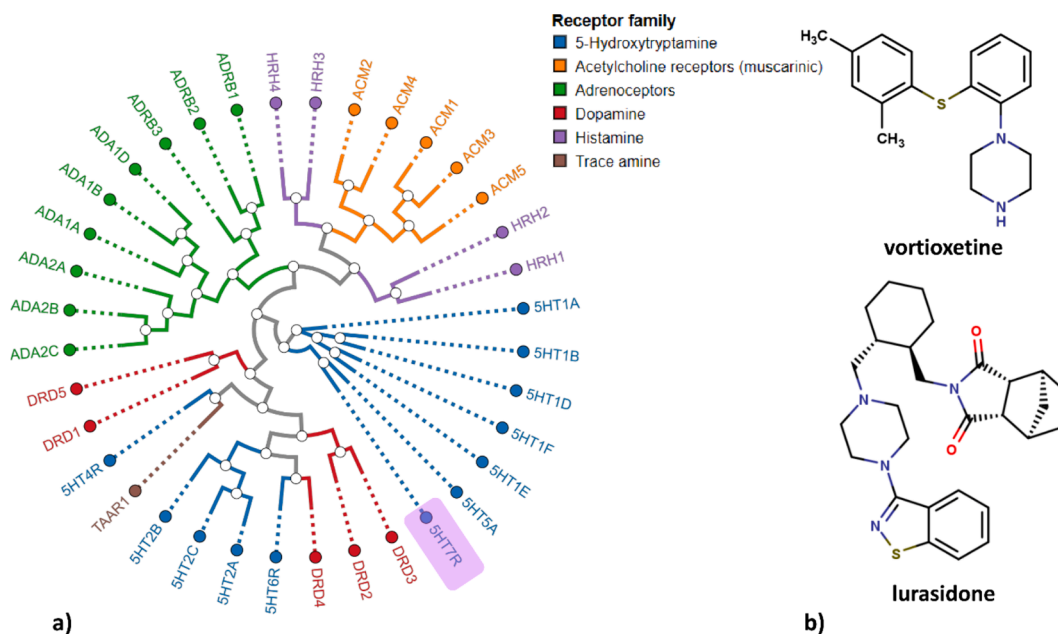 Receptor family
5-Hydroxytryptamine
Acetylcholine receptors (muscarinic)
Adrenoceptors
Dopamine
Histamine
Trace amine
ADA2C
ADA2B
ADA2A
ADA1A
ADA1B
ADA1D
ADRB3
ADRB2
ADRB1
HRH4
HRH3
ACM2
ACM4
ACM1
ACM3
ACM5
HRH2
HRH1
5HT1A
5HT1B
5HT1D
5HT1F
5HT1E
5HT5A
5HT7R
DRD3
DRD2
DRD4
5HT6R
5HT2A
5HT2C
5HT2B
TAAR1
5HT4R
DRD1
DRD5
a)
H₃C
S
CH₃
N
N
H
vortioxetine
O
N
O
N
N
N
S
lurasidone
b)